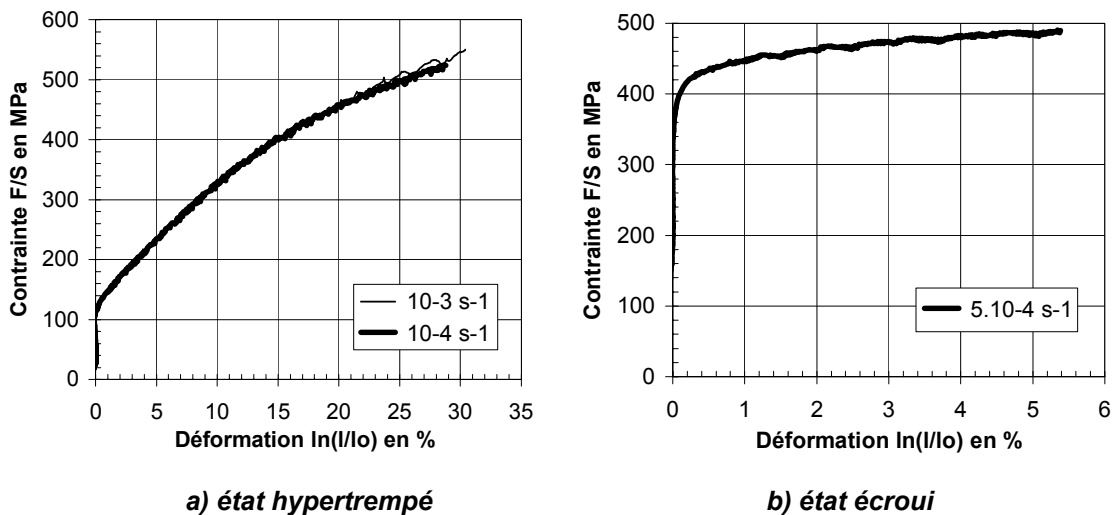 600
500
400
300
200
100
0
Contrainte F/S en MPa
10-3 s-1
10-4 s-1
0 5 10 15 20 25 30 35
Déformation ln(l/lo) en %
a) état hypertrempé
500
400
300
200
100
0
Contrainte F/S en MPa
5.10-4 s-1
0 1 2 3 4 5 6
Déformation ln(l/lo) en %
b) état écroui